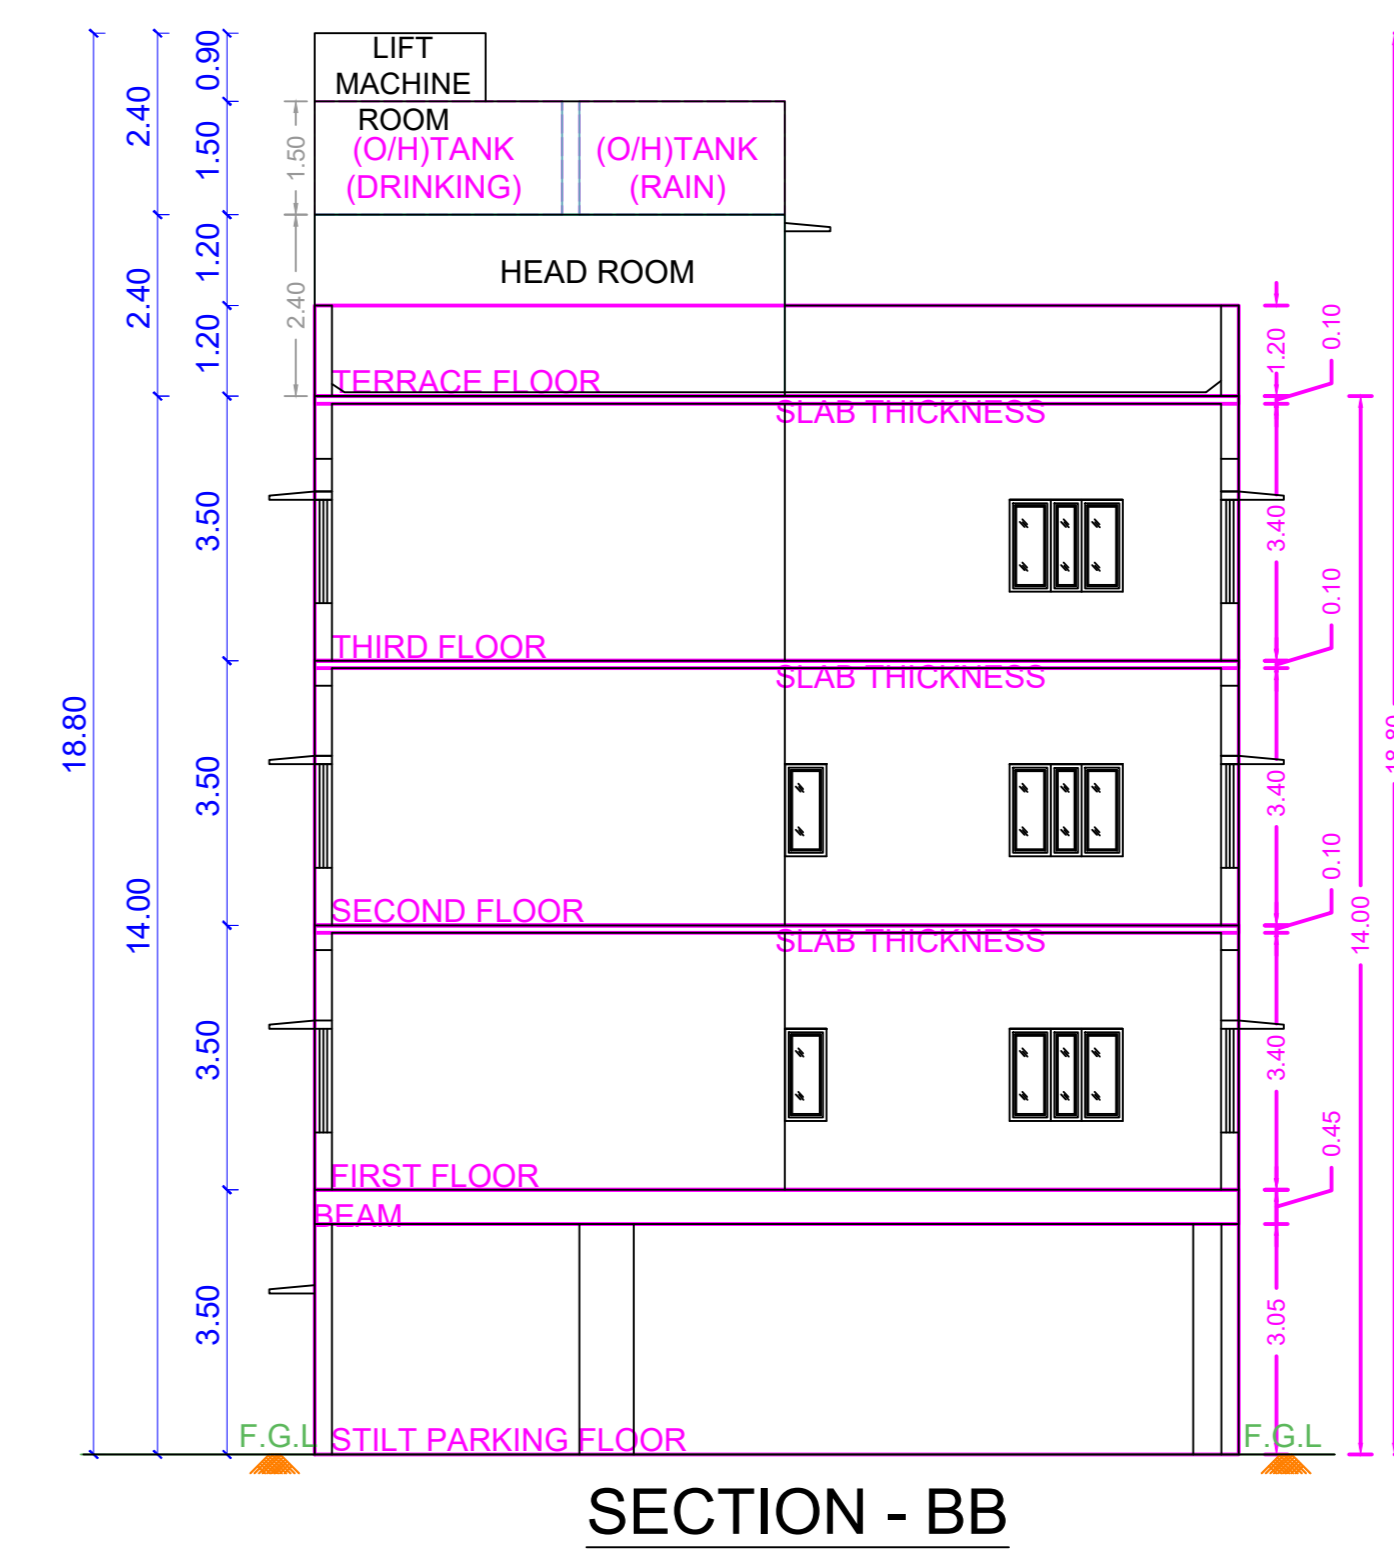 LIFT
MACHINE
ROOM
(O/H)TANK
(DRINKING)
(O/H)TANK
(RAIN)
HEAD ROOM
TERRACE FLOOR
SLAB THICKNESS
THIRD FLOOR
SLAB THICKNESS
SECOND FLOOR
SLAB THICKNESS
FIRST FLOOR
BEAM
STILT PARKING FLOOR
F.G.L
F.G.L
18.80
2.40
2.40
14.00
0.90
1.50
1.20
1.20
3.50
3.50
3.50
3.50
1.50
2.40
1.20
0.10
3.40
0.10
3.40
0.10
3.40
0.45
3.05
14.00
18.80
SECTION - BB